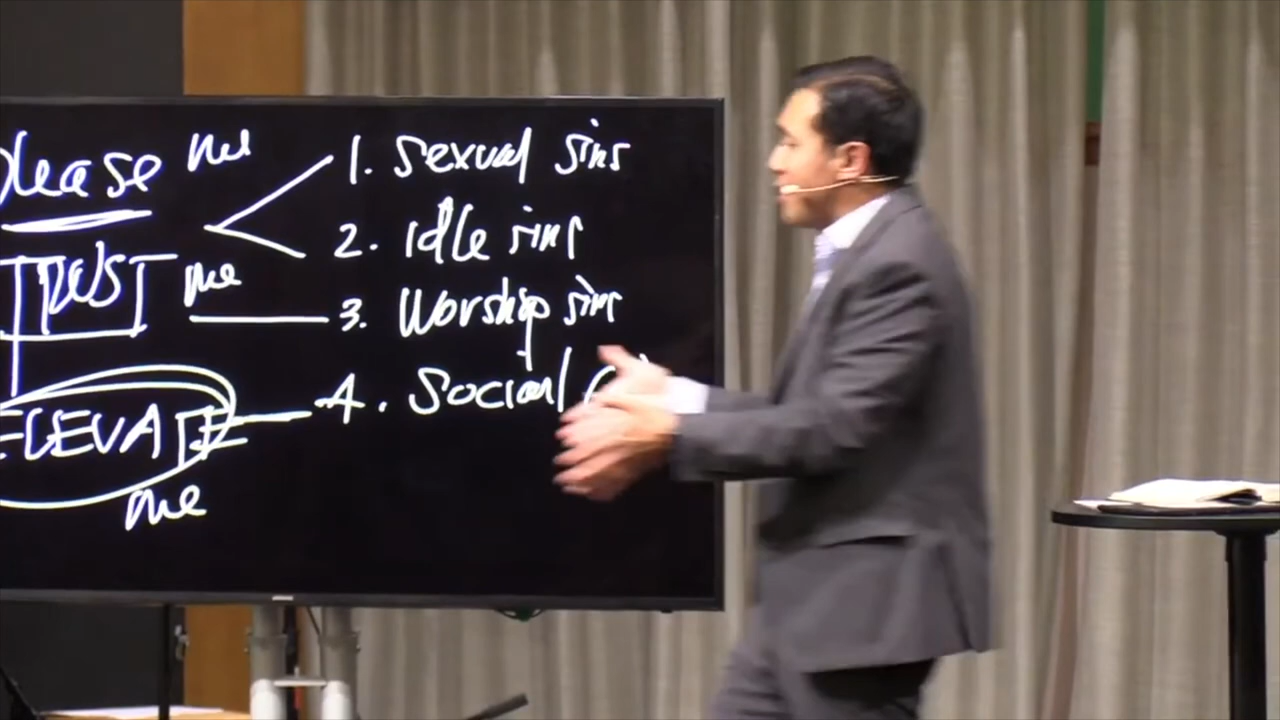 please me
1. Sexual sins
2. Idle sins
TRUST me
3. Worship sins
4. Social
ELEVATE
me